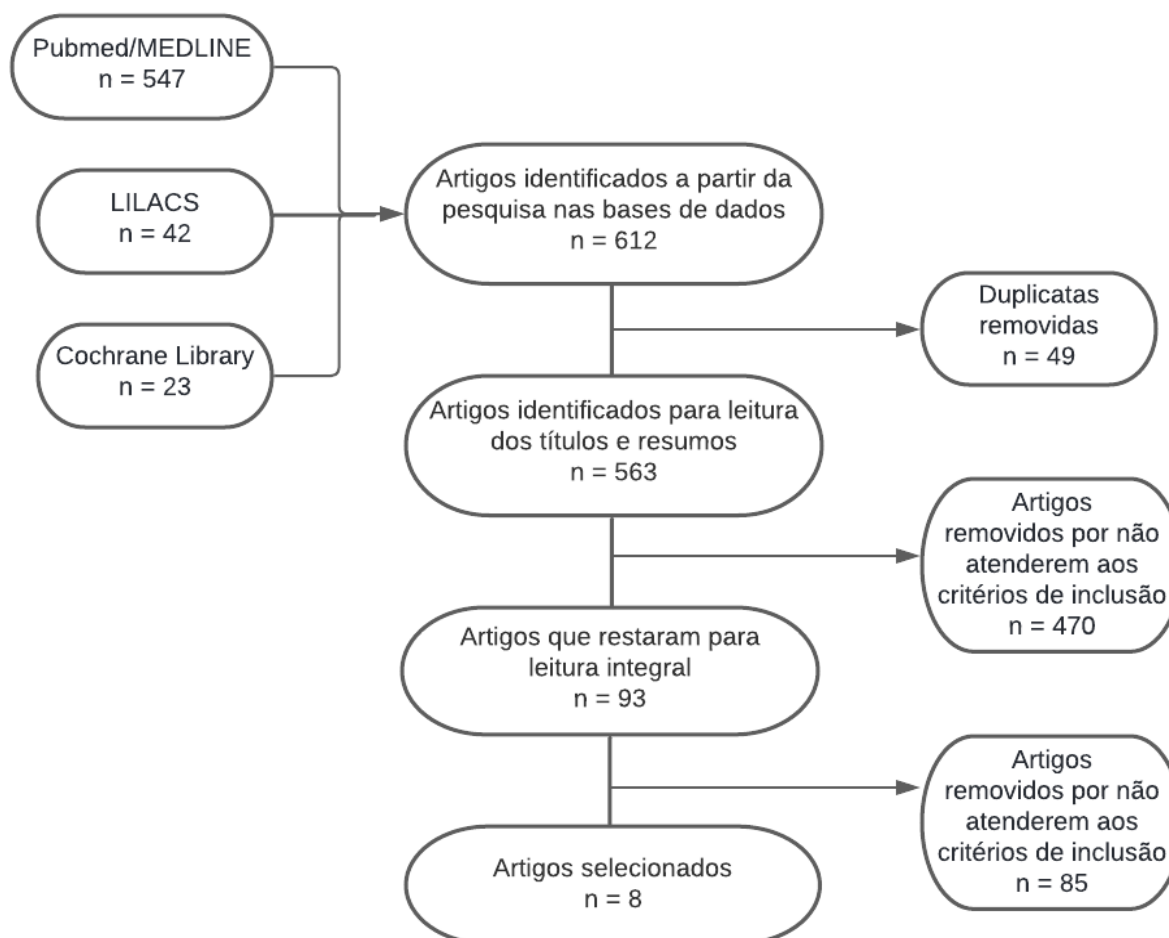 Pubmed/MEDLINE
n = 547
LILACS
n = 42
Cochrane Library
n = 23
Artigos identificados a partir da
pesquisa nas bases de dados
n = 612
Duplicatas
removidas
n = 49
Artigos identificados para leitura
dos títulos e resumos
n = 563
Artigos
removidos por não
atenderem aos
critérios de inclusão
n = 470
Artigos que restaram para
leitura integral
n = 93
Artigos
removidos por não
atenderem aos
critérios de inclusão
n = 85
Artigos selecionados
n = 8